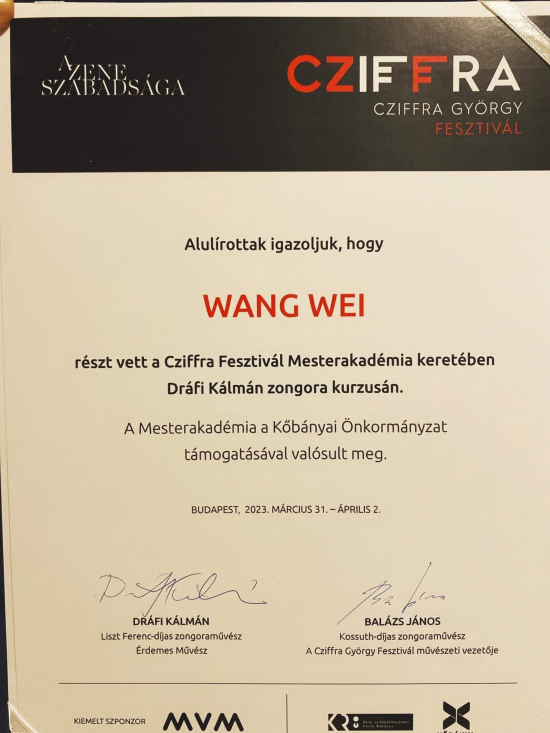 A ZENE
SZABADSÁGA
CZIFFRA
CZIFFRA GYÖRGY
FESZTIVÁL
Alulírottak igazoljuk, hogy
WANG WEI
részt vett a Cziffra Fesztivál Mesterakadémia keretében
Dráfi Kálmán zongora kurzusán.
A Mesterakadémia a Kőbányai Önkormányzat
támogatásával valósult meg.
BUDAPEST, 2023. MÁRCIUS 31. – ÁPRILIS 2.
DRÁFI KÁLMÁN
Liszt Ferenc-díjas zongoraművész
Érdemes Művész
BALÁZS JÁNOS
Kossuth-díjas zongoraművész
A Cziffra György Fesztivál művészeti vezetője
KIEMELT SZPONZOR
MVM